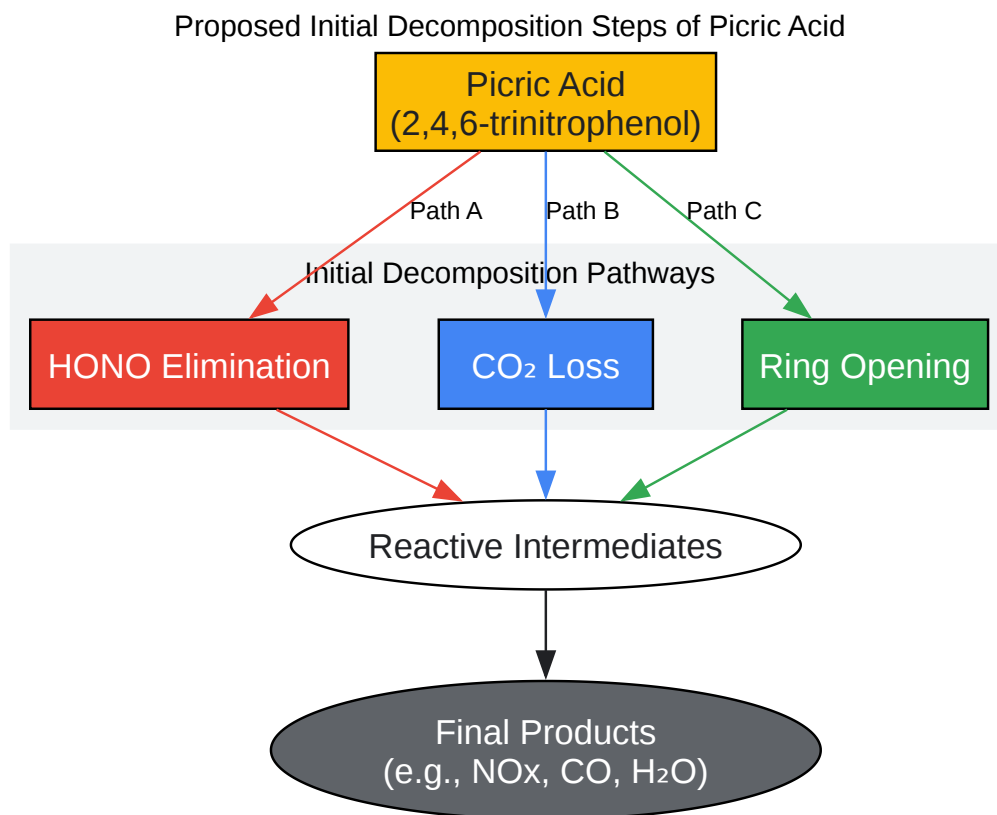 Proposed Initial Decomposition Steps of Picric Acid
Picric Acid
(2,4,6-trinitrophenol)
Path A
Path B
Path C
Initial Decomposition Pathways
HONO Elimination
CO₂ Loss
Ring Opening
Reactive Intermediates
Final Products
(e.g., NOx, CO, H₂O)